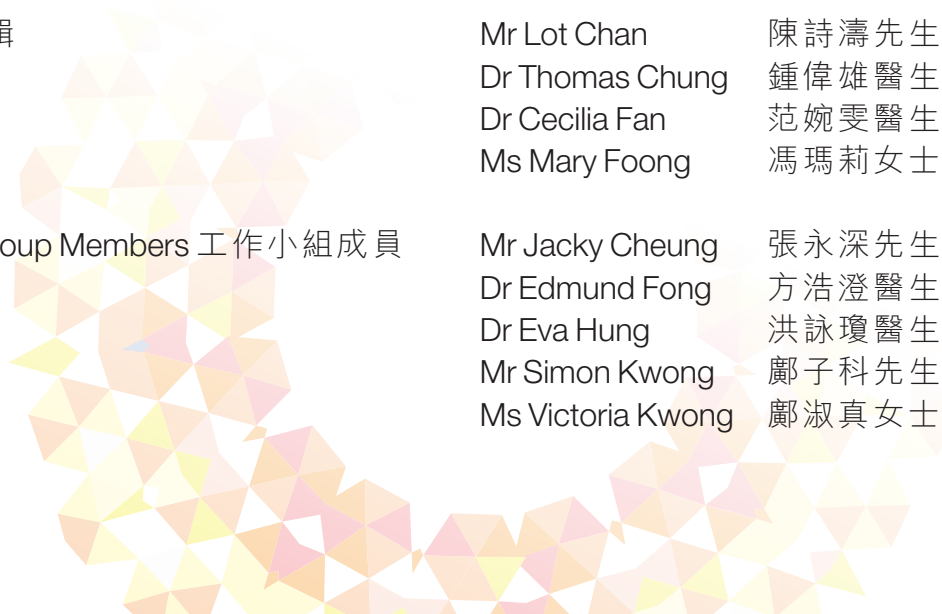 輯 Mr Lot Chan 陳詩濤先生
Dr Thomas Chung 鍾偉雄醫生
Dr Cecilia Fan 范婉雯醫生
Ms Mary Foong 馮瑪莉女士
oup Members 工作小組成員 Mr Jacky Cheung 張永深先生
Dr Edmund Fong 方浩澄醫生
Dr Eva Hung 洪詠瓊醫生
Mr Simon Kwong 鄺子科先生
Ms Victoria Kwong 鄺淑真女士